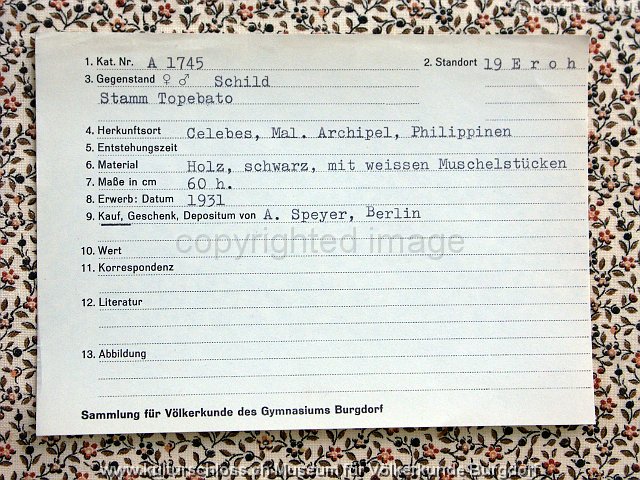 1. Kat. Nr. A 1745 2. Standort 19 E r o h
3. Gegenstand ♀ ♂ Schild
Stamm Topebato
4. Herkunftsort Celebes, Mal. Archipel, Philippinen
5. Entstehungszeit
6. Material Holz, schwarz, mit weissen Muschelstücken
7. Maße in cm 60 h.
8. Erwerb: Datum 1931
9. Kauf, Geschenk, Depositum von A. Speyer, Berlin
copyrighted image
10. Wert
11. Korrespondenz
12. Literatur
13. Abbildung
Sammlung für Völkerkunde des Gymnasiums Burgdorf
www.kulturschloss.ch Museum für Völkerkunde Burgdorf